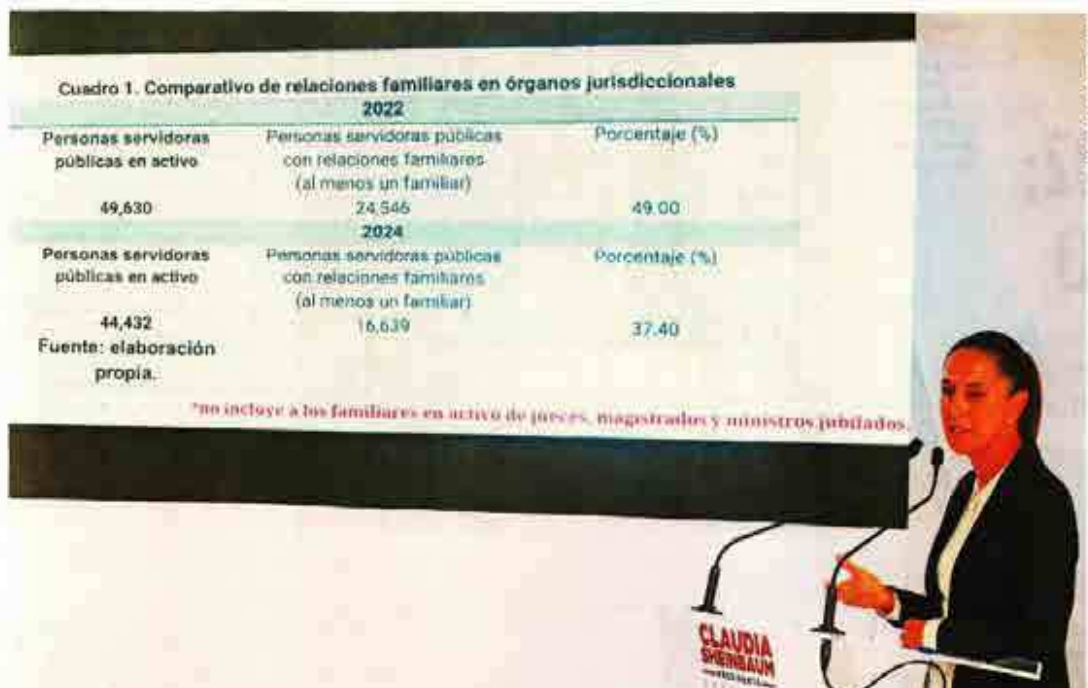 Cuadro 1. Comparativo de relaciones familiares en órganos jurisdiccionales
2022
Personas servidoras públicas en activo
Personas servidoras públicas con relaciones familiares (al menos un familiar)
Porcentaje (%)
49,630
24,546
49.00
2024
Personas servidoras públicas en activo
Personas servidoras públicas con relaciones familiares (al menos un familiar)
Porcentaje (%)
44,432
16,639
37.40
Fuente: elaboración
propia.
*no incluye a los familiares en activo de jueces, magistrados y ministros jubilados.
CLAUDIA
SHEINBAUM